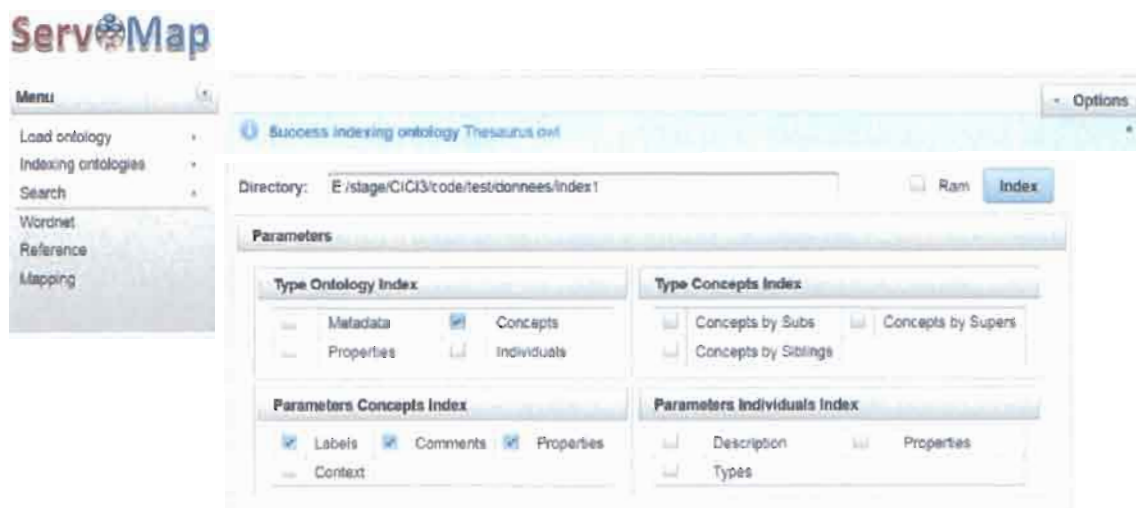 ServOMap
Menu
Options
Load ontology
Success indexing ontology Thesaurus owl
Indexing ontologies
Directory: E:/stage/CICI3/code/test/donnees/index1 Ram Index
Search
Wordnet
Reference
Mapping
Parameters
Type Ontology Index
Metadata Concepts
Properties Individuals
Type Concepts Index
Concepts by Subs Concepts by Supers
Concepts by Siblings
Parameters Concepts Index
Labels Comments Properties
Context
Parameters Individuals Index
Description Properties
Types